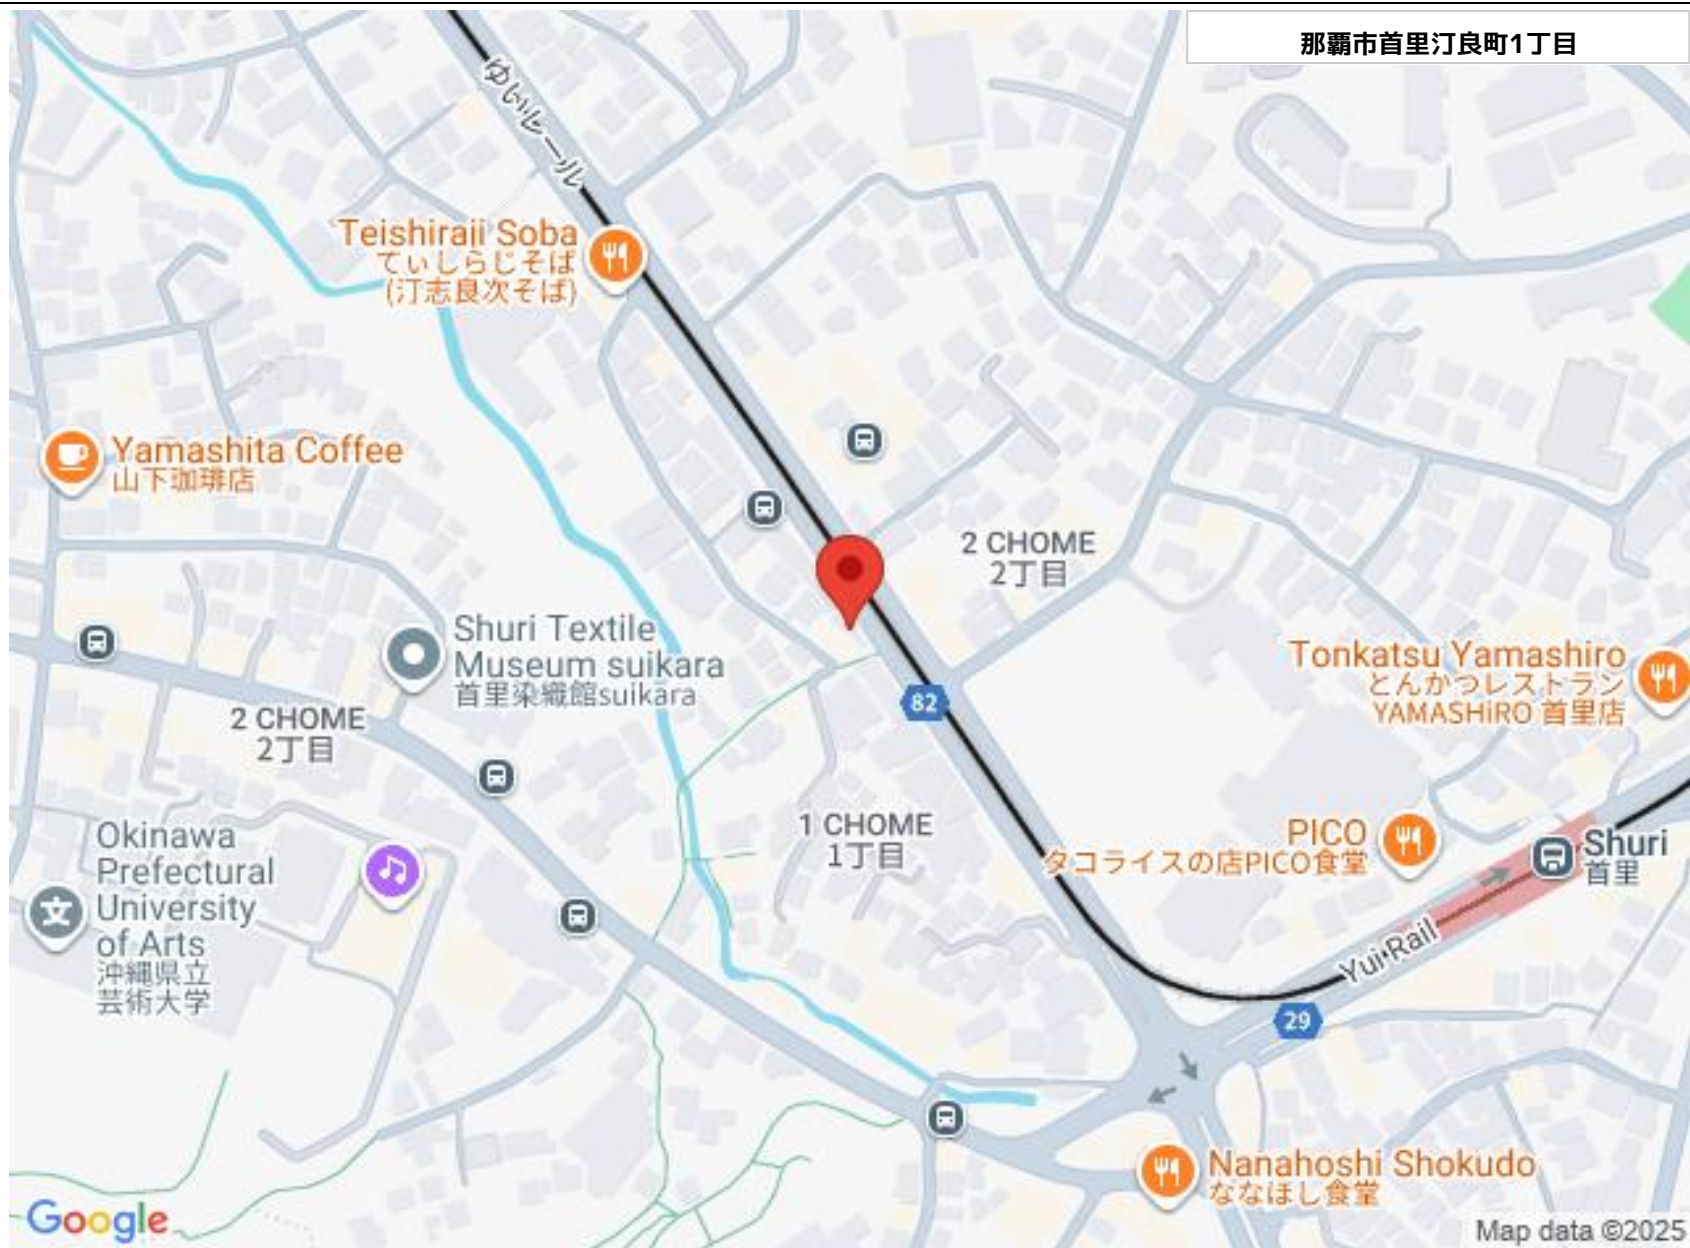 那覇市首里汀良町1丁目
ゆいレール
Teishiraji Soba
てぃしらじそば
(汀志良次そば)
Yamashita Coffee
山下珈琲店
2 CHOME
2丁目
Shuri Textile
Museum suikara
首里染織館suikara
Tonkatsu Yamashiro
とんかつレストラン
YAMASHiRO 首里店
82
2 CHOME
2丁目
1 CHOME
1丁目
PICO
タコライスの店PICO食堂
Shuri
首里
Okinawa
Prefectural
University
of Arts
沖縄県立
芸術大学
文
Yui Rail
29
Nanahoshi Shokudo
ななほし食堂
Google
Map data ©2025